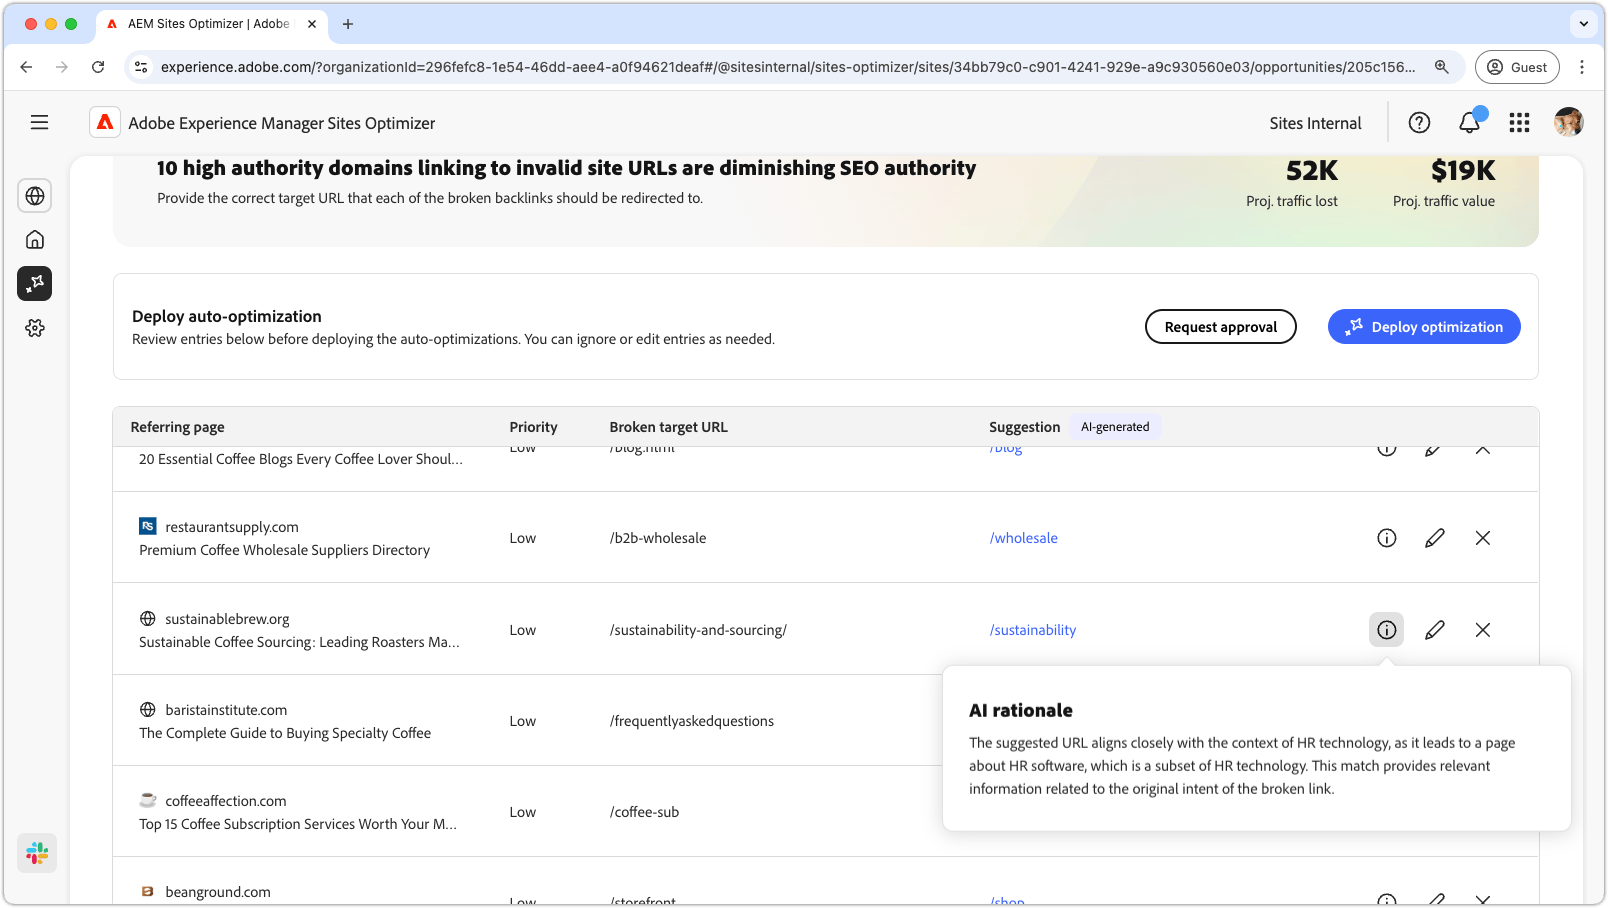 AEM Sites Optimizer | Adobe
experience.adobe.com/?organizationId=296fefc8-1e54-46dd-aee4-a0f94621deaf#/@sitesinternal/sites-optimizer/sites/34bb79c0-c901-4241-929e-a9c930560e03/opportunities/205c156...
Guest
Adobe Experience Manager Sites Optimizer
Sites Internal
10 high authority domains linking to invalid site URLs are diminishing SEO authority
Provide the correct target URL that each of the broken backlinks should be redirected to.
52K
Proj. traffic lost
$19K
Proj. traffic value
Deploy auto-optimization
Review entries below before deploying the auto-optimizations. You can ignore or edit entries as needed.
Request approval
Deploy optimization
Referring page
Priority
Broken target URL
Suggestion
AI-generated
20 Essential Coffee Blogs Every Coffee Lover Shoul...
Low
/blog.html
/blog
RS
restaurantsupply.com
Premium Coffee Wholesale Suppliers Directory
Low
/b2b-wholesale
/wholesale
sustainablebrew.org
Sustainable Coffee Sourcing: Leading Roasters Ma...
Low
/sustainability-and-sourcing/
/sustainability
baristainstitute.com
The Complete Guide to Buying Specialty Coffee
Low
/frequentlyaskedquestions
AI rationale
The suggested URL aligns closely with the context of HR technology, as it leads to a page
about HR software, which is a subset of HR technology. This match provides relevant
information related to the original intent of the broken link.
coffeeaffection.com
Top 15 Coffee Subscription Services Worth Your M...
Low
/coffee-sub
beanground.com
Low
/storefront
/shop